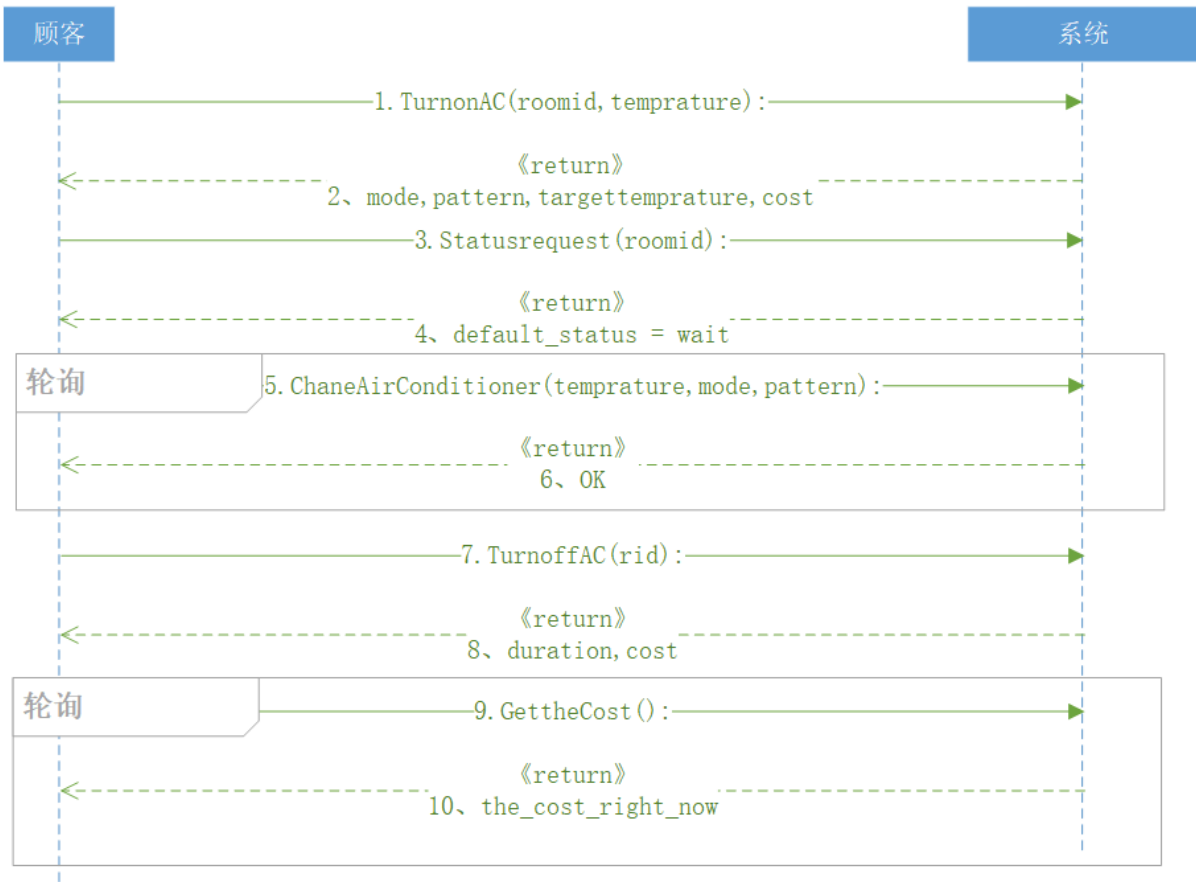 顾客
系统
1.TurnonAC(roomid,temprature):
《return》
2、mode,pattern,targettemprature,cost
3.Statusrequest(roomid):
《return》
4、default_status = wait
轮询
5.ChaneAirConditioner(temprature,mode,pattern):
《return》
6、OK
7.TurnoffAC(rid):
《return》
8、duration,cost
轮询
9.GettheCost():
《return》
10、the_cost_right_now